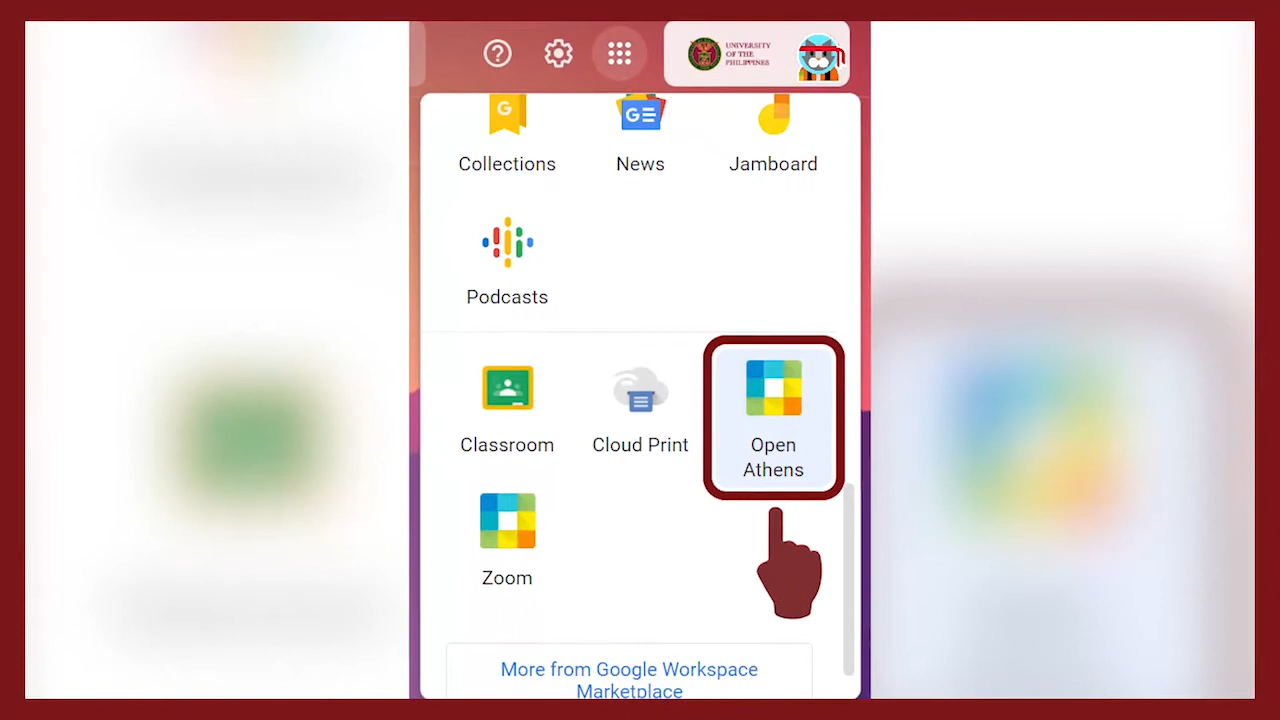 UNIVERSITY
OF THE
PHILIPPINES
G
GE
Collections
News
Jamboard
Podcasts
Classroom
Cloud Print
Open
Athens
Zoom
More from Google Workspace
Marketplace